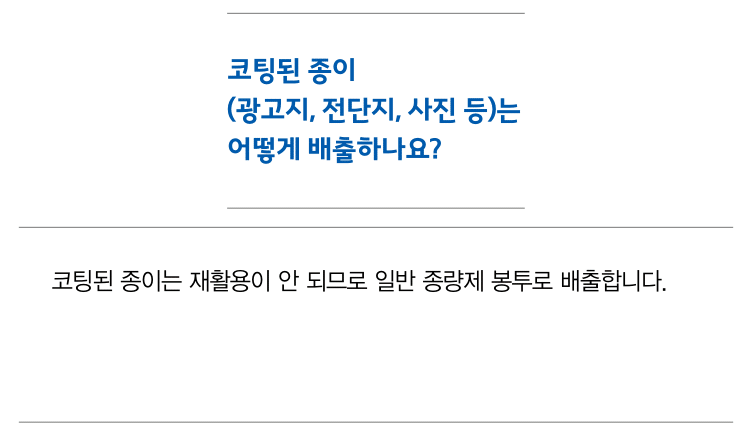 코팅된 종이
(광고지, 전단지, 사진 등)는
어떻게 배출하나요?
코팅된 종이는 재활용이 안 되므로 일반 종량제 봉투로 배출합니다.